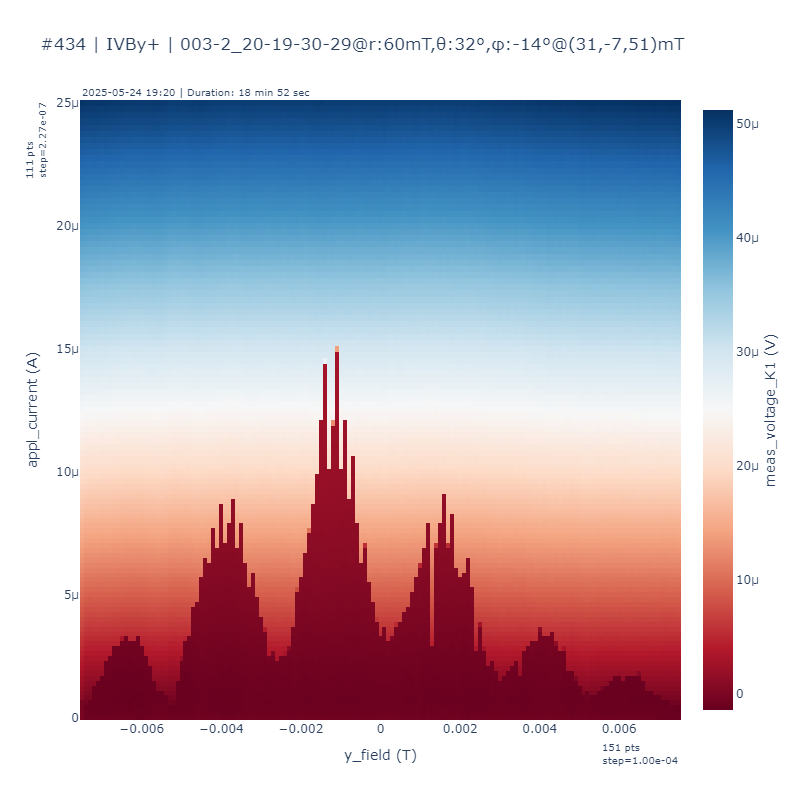 #434 | IVBy+ | 003-2_20-19-30-29@r:60mT,θ:32°,φ:-14°@(31,-7,51)mT
2025-05-24 19:20 | Duration: 18 min 52 sec
111 pts
step=2.27e-07
25μ
20μ
15μ
10μ
5μ
0
appl_current (A)
−0.006
−0.004
−0.002
0
0.002
0.004
0.006
y_field (T)
151 pts
step=1.00e-04
50μ
40μ
30μ
20μ
10μ
0
meas_voltage_K1 (V)